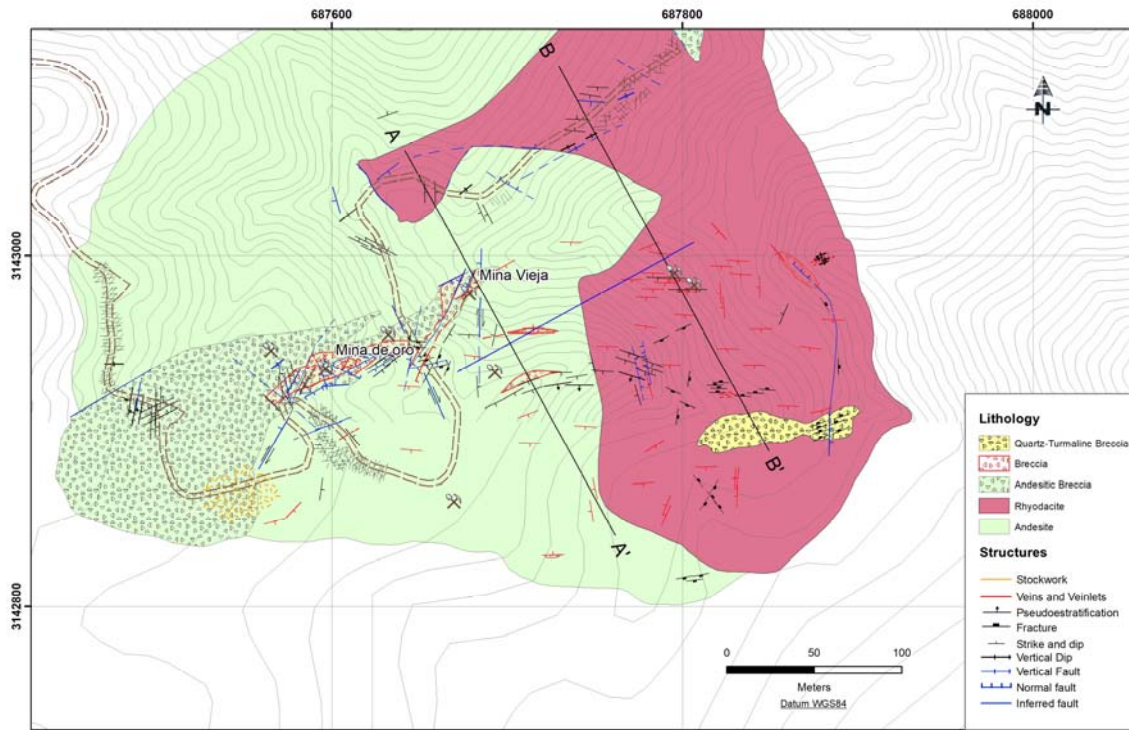 687600
687800
688000
3143000
3142800
B
A
N
Mina Vieja
Mina de oro
B'
A'
0
50
100
Meters
Datum WGS84
Lithology
Quartz-Turmaline Breccia
Breccia
Andesitic Breccia
Rhyodacite
Andesite
Structures
Stockwork
Veins and Veinlets
Pseudoestratification
Fracture
Strike and dip
Vertical Dip
Vertical Fault
Normal fault
Inferred fault